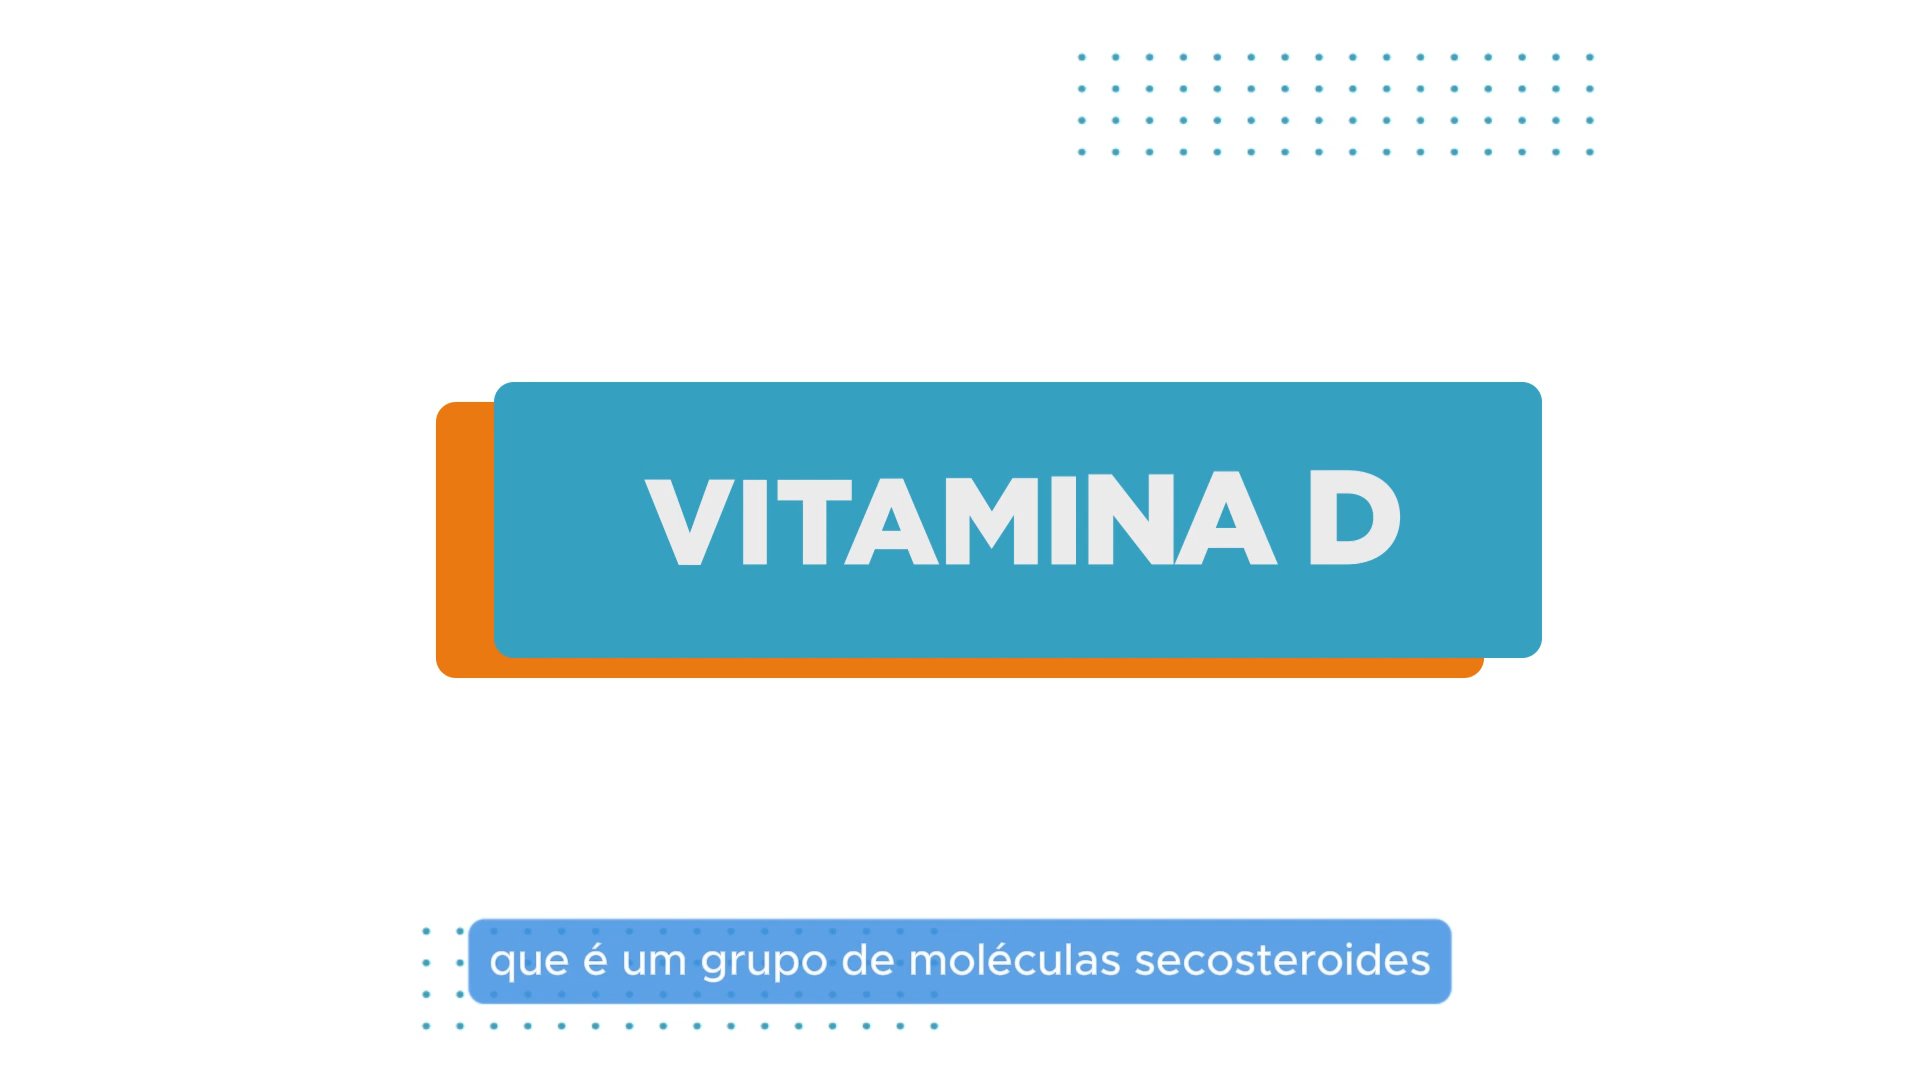 VITAMINA D
que é um grupo de moléculas secosteroides